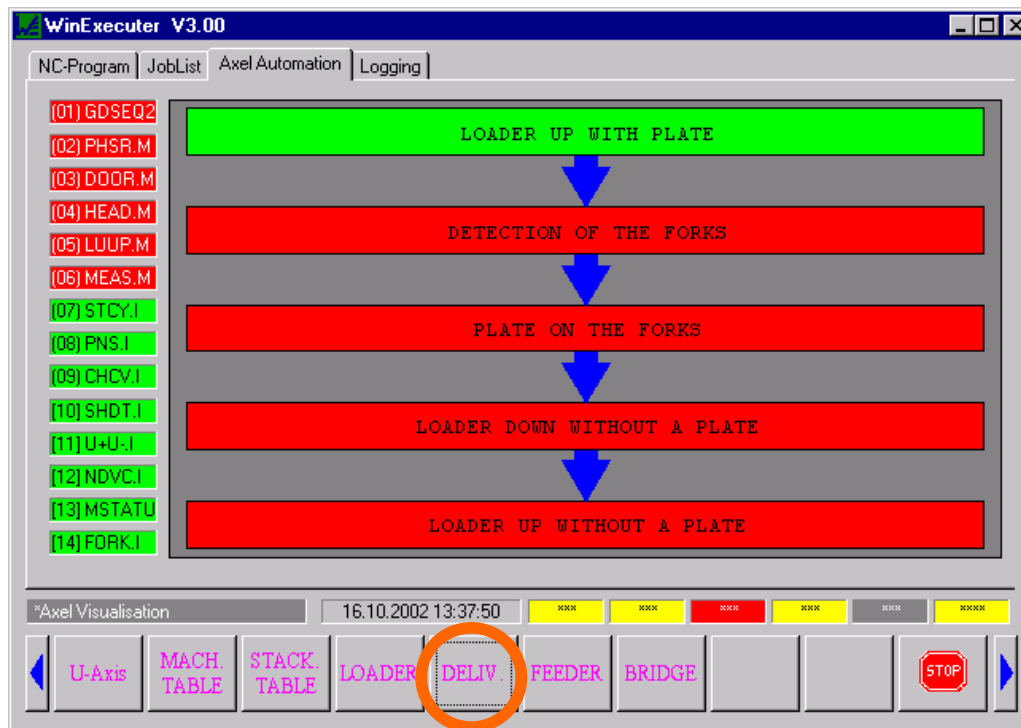 WinExecuter V3.00
NC-Program JobList Axel Automation Logging
(01) GDSEQ2
(02) PHSR.M
(03) DOOR.M
(04) HEAD.M
(05) LUUP.M
(06) MEAS.M
(07) STCY.I
(08) PNS.I
(09) CHCV.I
[10] SHDT.I
[11] U+U-.I
[12] NDVC.I
[13] MSTATU
[14] FORK.I
LOADER UP WITH PLATE
DETECTION OF THE FORKS
PLATE ON THE FORKS
LOADER DOWN WITHOUT A PLATE
LOADER UP WITHOUT A PLATE
*Axel Visualisation 16.10.2002 13:37:50 *** *** *** *** *** ****
U-Axis
MACH.
TABLE
STACK.
TABLE
LOADER
DELIV.
FEEDER
BRIDGE
STOP